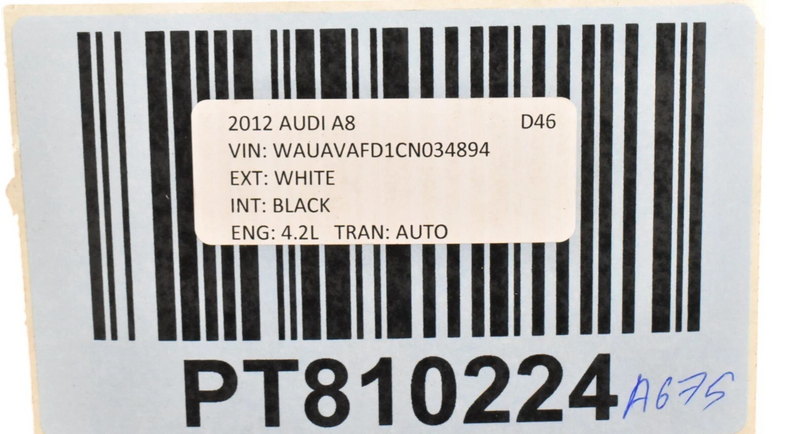 2012 AUDI A8 D46
VIN: WAUAVAFD1CN034894
EXT: WHITE
INT: BLACK
ENG: 4.2L TRAN: AUTO
PT810224 A675